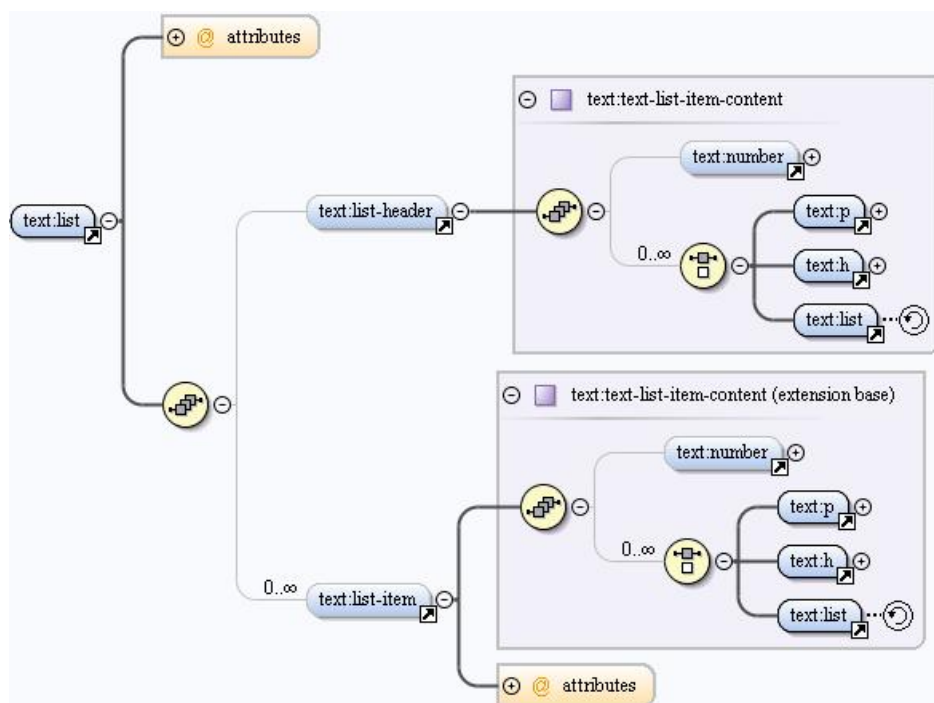 @ attributes
text:text-list-item-content
text:number
text:list
text:list-header
text:p
0..∞
text:h
text:list
text:text-list-item-content (extension base)
text:number
text:p
0..∞
text:h
0..∞
text:list-item
text:list
@ attributes